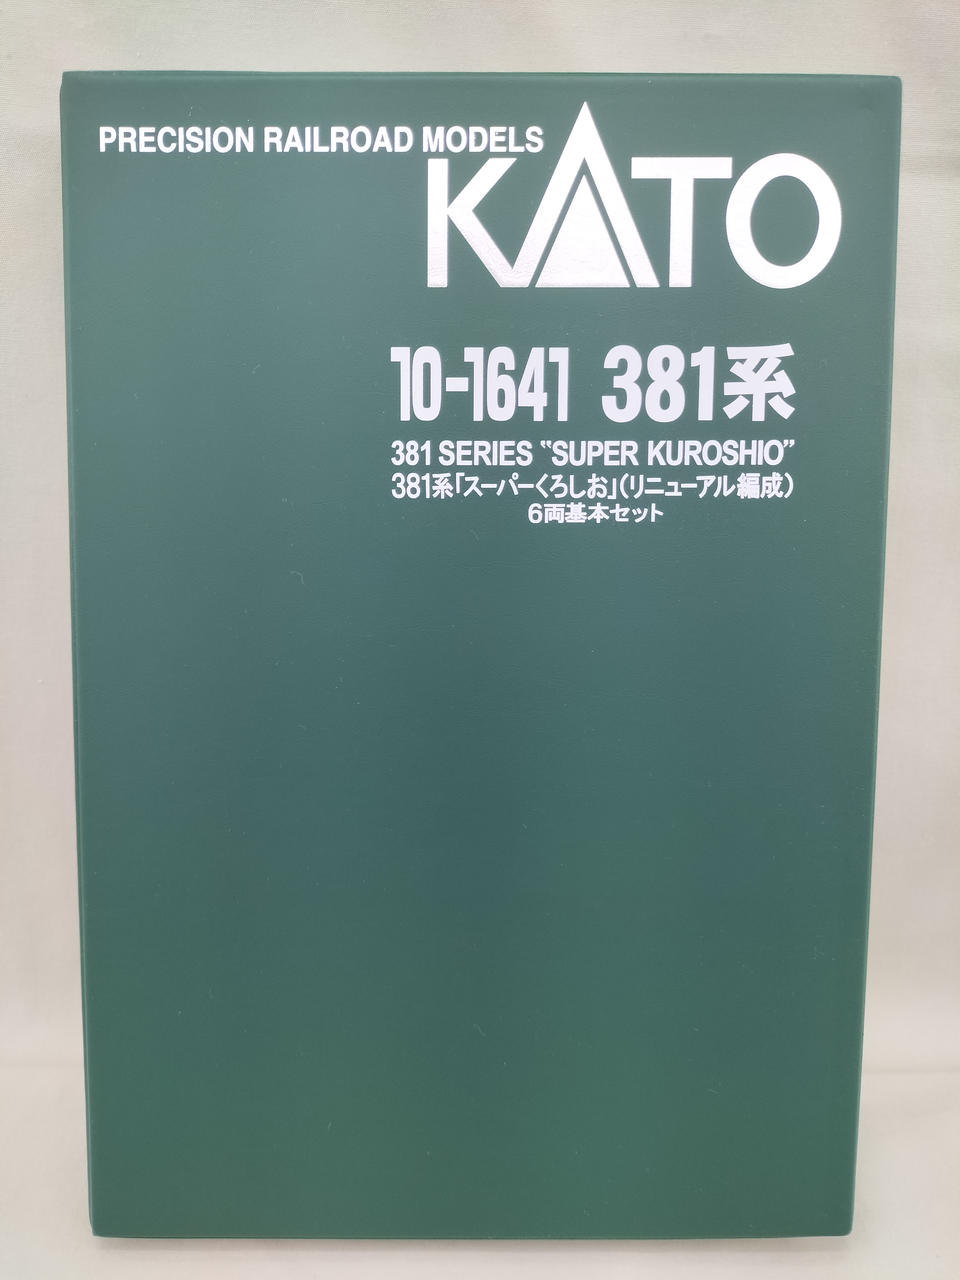 PRECISION RAILROAD MODELS
KATO
10-1641 381系
381 SERIES “SUPER KUROSHIO”
381系「スーパーくろしお」(リニューアル編成)
6両基本セット